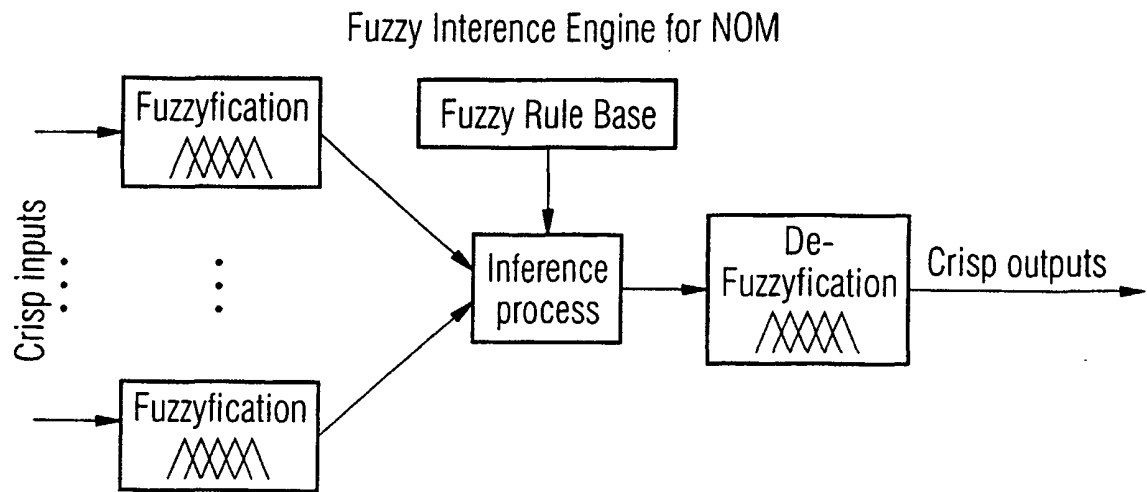 Fuzzy Interence Engine for NOM
Fuzzyfication
Fuzzy Rule Base
Crisp inputs
Inference
process
De-
Fuzzyfication
Crisp outputs
Fuzzyfication